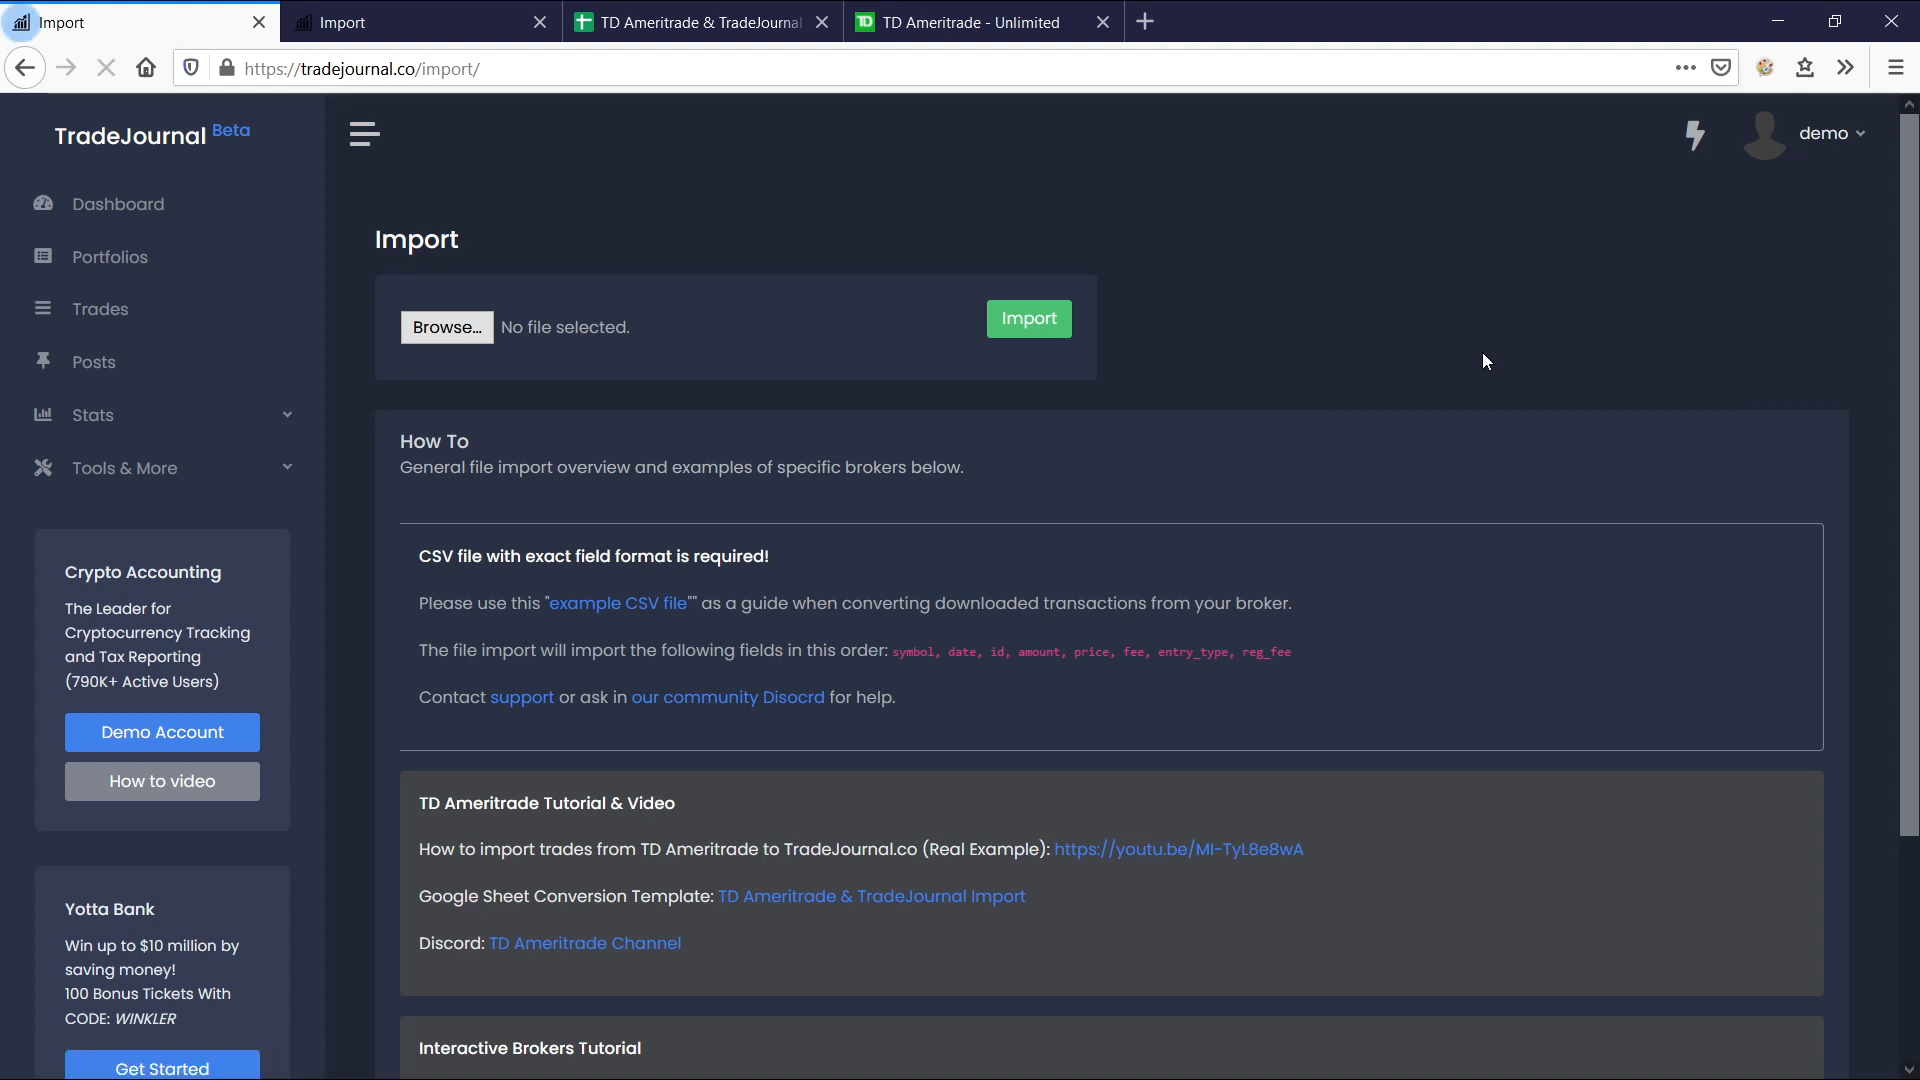 Import
Import
TD Ameritrade & TradeJournal
TD Ameritrade - Unlimited
https://tradejournal.co/import/
TradeJournal Beta
demo
Dashboard
Portfolios
Trades
Posts
Stats
Tools & More
Crypto Accounting
The Leader for
Cryptocurrency Tracking
and Tax Reporting
(790K+ Active Users)
Demo Account
How to video
Yotta Bank
Win up to $10 million by
saving money!
100 Bonus Tickets With
CODE: WINKLER
Get Started
Import
Browse... No file selected.
Import
How To
General file import overview and examples of specific brokers below.
CSV file with exact field format is required!
Please use this "example CSV file"" as a guide when converting downloaded transactions from your broker.
The file import will import the following fields in this order: symbol, date, id, amount, price, fee, entry_type, reg_fee
Contact support or ask in our community Disocrd for help.
TD Ameritrade Tutorial & Video
How to import trades from TD Ameritrade to TradeJournal.co (Real Example): https://youtu.be/MI-TyL8e8wA
Google Sheet Conversion Template: TD Ameritrade & TradeJournal Import
Discord: TD Ameritrade Channel
Interactive Brokers Tutorial